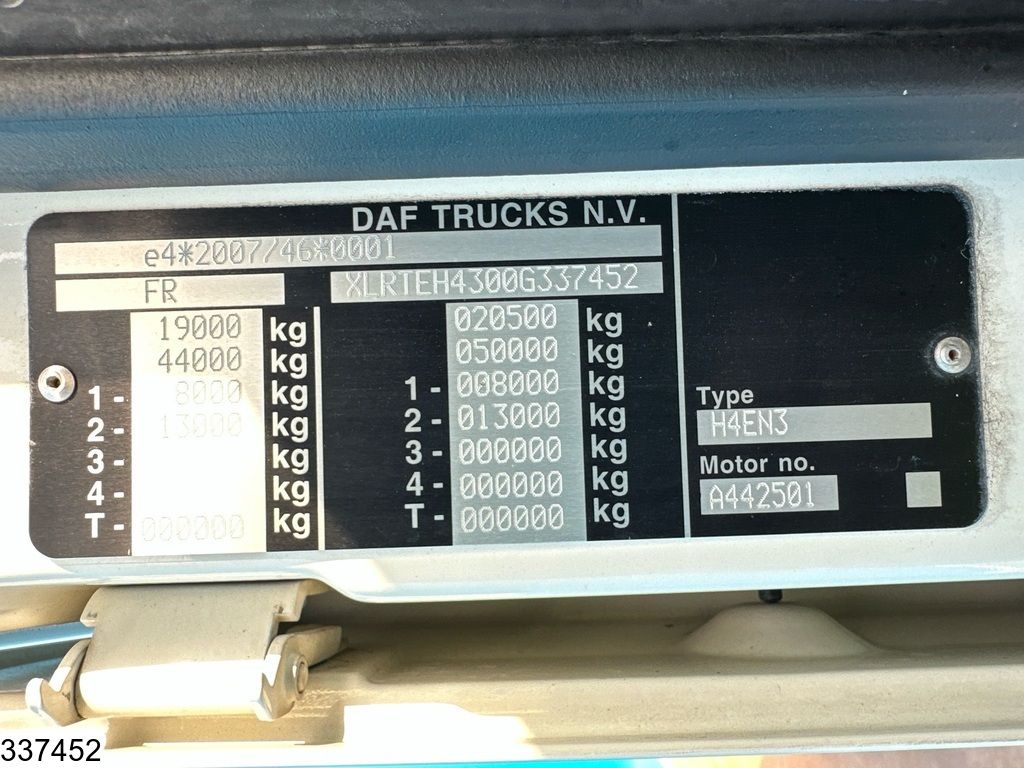 DAF TRUCKS N.V.
e4*2007/46*0001
FR XLRTEH4300G337452
19000 kg 020500 kg
44000 kg 050000 kg
1 - 8000 kg 1 - 008000 kg
2 - 13000 kg 2 - 013000 kg
3 - kg 3 - 000000 kg
4 - kg 4 - 000000 kg
T - 000000 kg T - 000000 kg
Type
H4EN3
Motor no.
A442501
337452